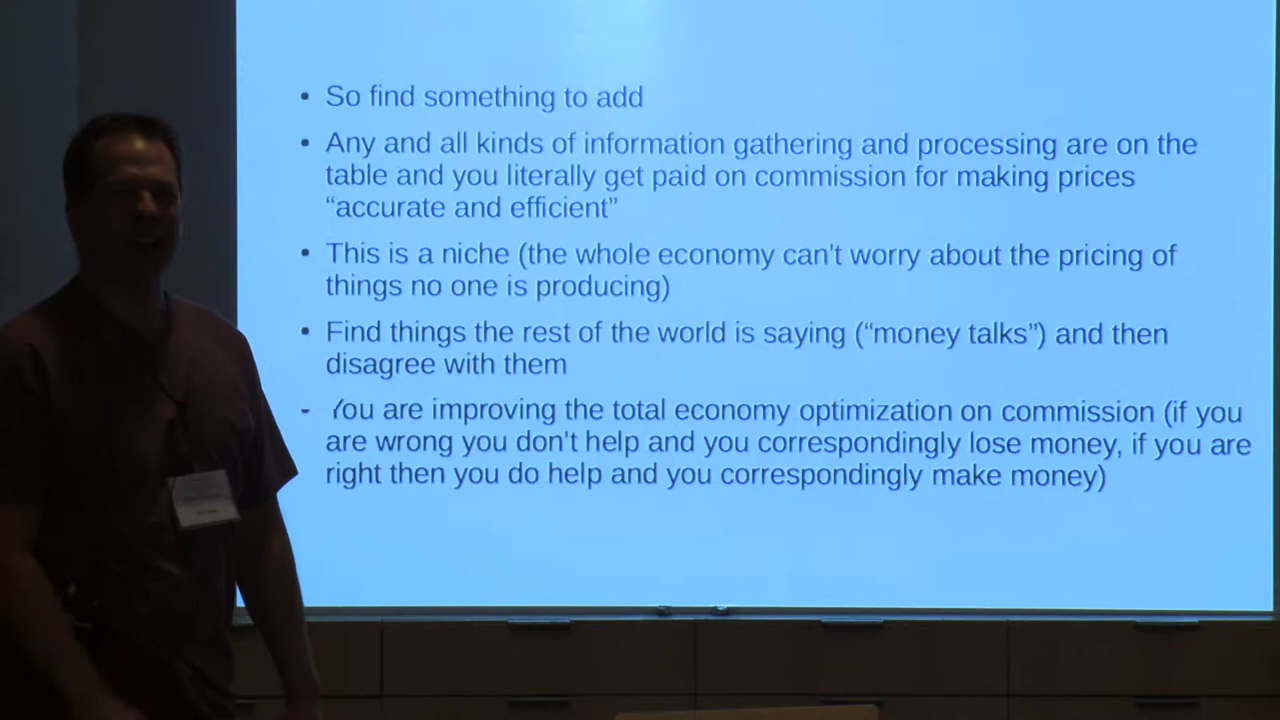 • So find something to add
• Any and all kinds of information gathering and processing are on the
table and you literally get paid on commission for making prices
“accurate and efficient”
• This is a niche (the whole economy can't worry about the pricing of
things no one is producing)
• Find things the rest of the world is saying (“money talks”) and then
disagree with them
• You are improving the total economy optimization on commission (if you
are wrong you don't help and you correspondingly lose money, if you are
right then you do help and you correspondingly make money)